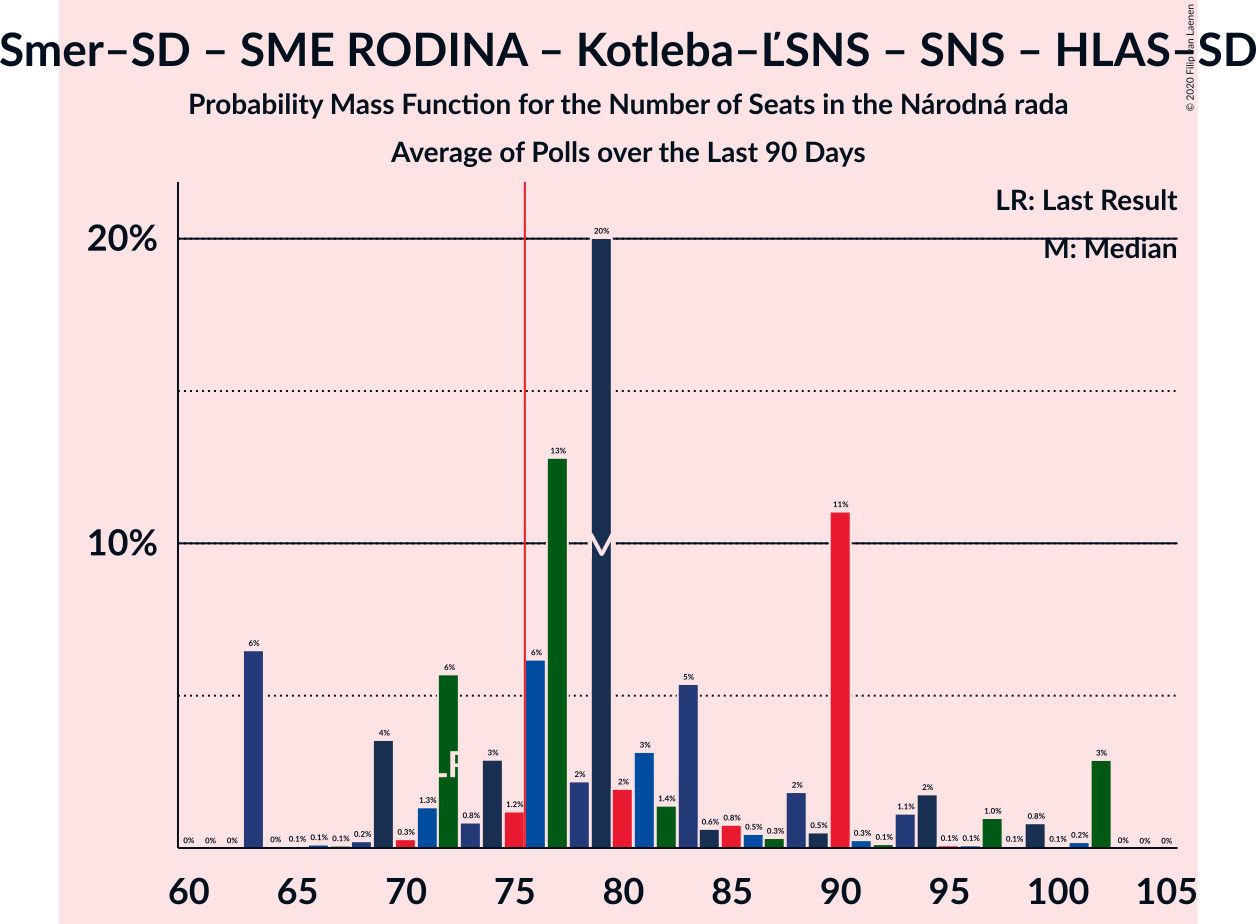 Smer–SD – SME RODINA – Kotleba–ĽSNS – SNS – HLAS–SD
© 2020 Filip van Laenen
Probability Mass Function for the Number of Seats in the Národná rada
Average of Polls over the Last 90 Days
LR: Last Result
M: Median
20%
10%
0% 0% 0% 6% 0% 0.1% 0.1% 0.1% 0.2% 4% 0.3% 1.3% 6% 0.8% 3% 1.2% 6% 13% 2% 20% 2% 3% 1.4% 5% 0.6% 0.8% 0.5% 0.3% 2% 0.5% 11% 0.3% 0.1% 1.1% 2% 0.1% 0.1% 1.0% 0.1% 0.8% 0.1% 0.2% 3% 0% 0% 0%
LR
60 65 70 75 80 85 90 95 100 105